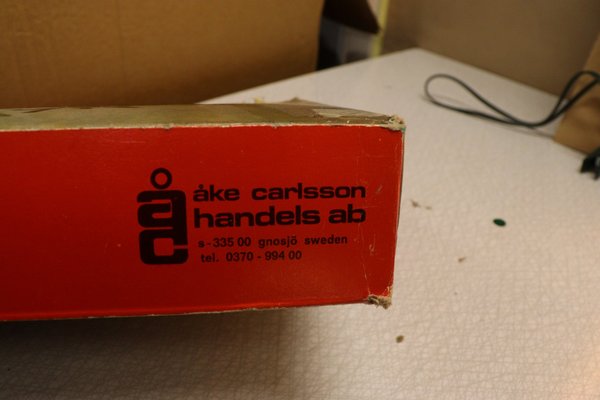 åc
åke carlsson
handels ab
s-335 00 gnosjö sweden
tel. 0370-994 00